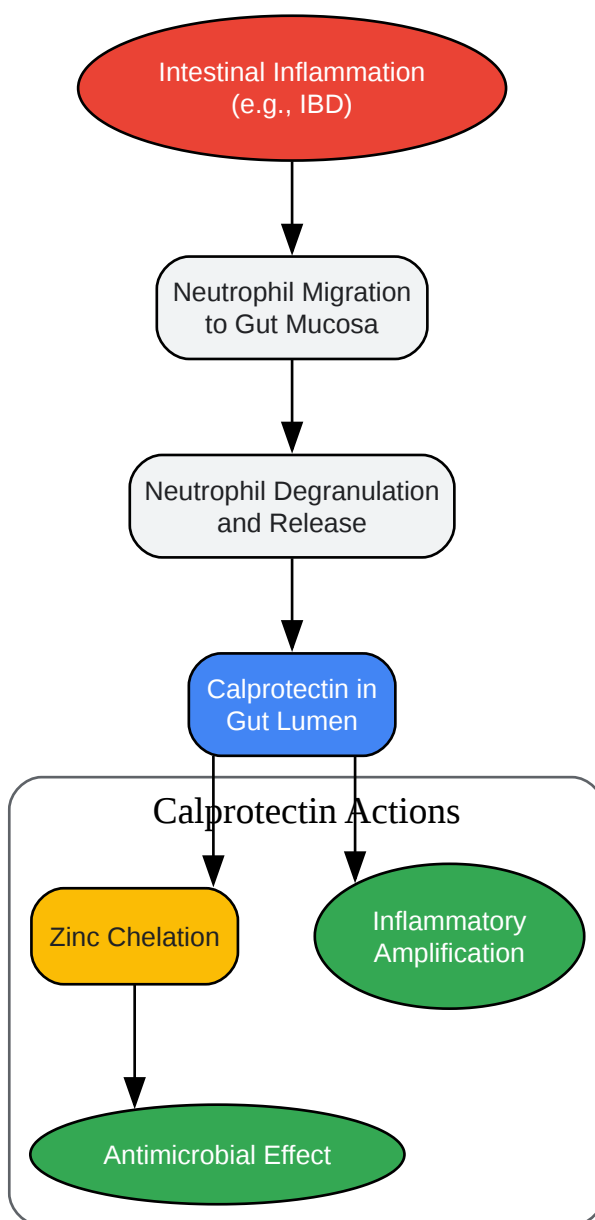 Intestinal Inflammation
(e.g., IBD)
Neutrophil Migration
to Gut Mucosa
Neutrophil Degranulation
and Release
Calprotectin in
Gut Lumen
Calprotectin Actions
Zinc Chelation
Inflammatory
Amplification
Antimicrobial Effect